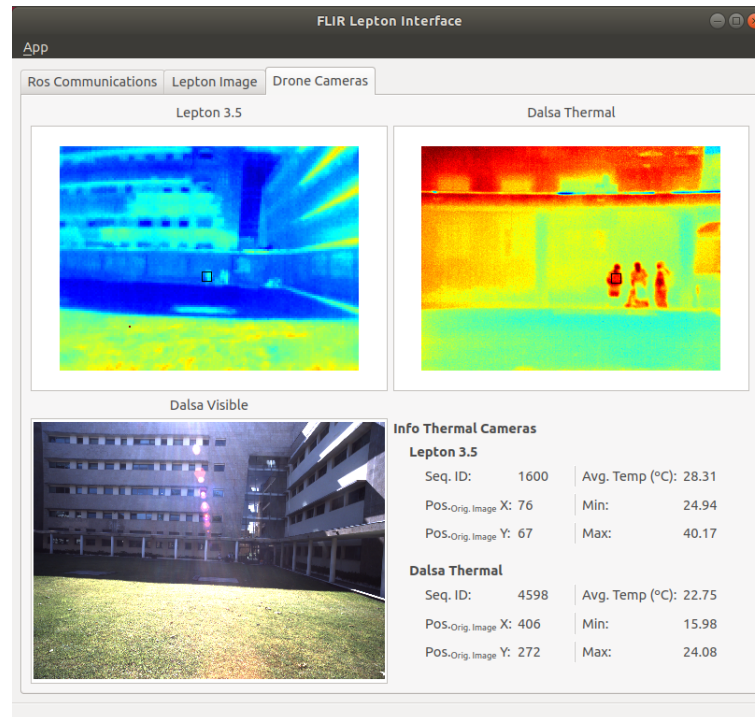 FLIR Lepton Interface
App
Ros Communications Lepton Image Drone Cameras
Lepton 3.5 Dalsa Thermal
Dalsa Visible
Info Thermal Cameras
Lepton 3.5
Seq. ID: 1600 Avg. Temp (ºC): 28.31
Pos.Orig. Image X: 76 Min: 24.94
Pos.Orig. Image Y: 67 Max: 40.17
Dalsa Thermal
Seq. ID: 4598 Avg. Temp (ºC): 22.75
Pos.Orig. Image X: 406 Min: 15.98
Pos.Orig. Image Y: 272 Max: 24.08